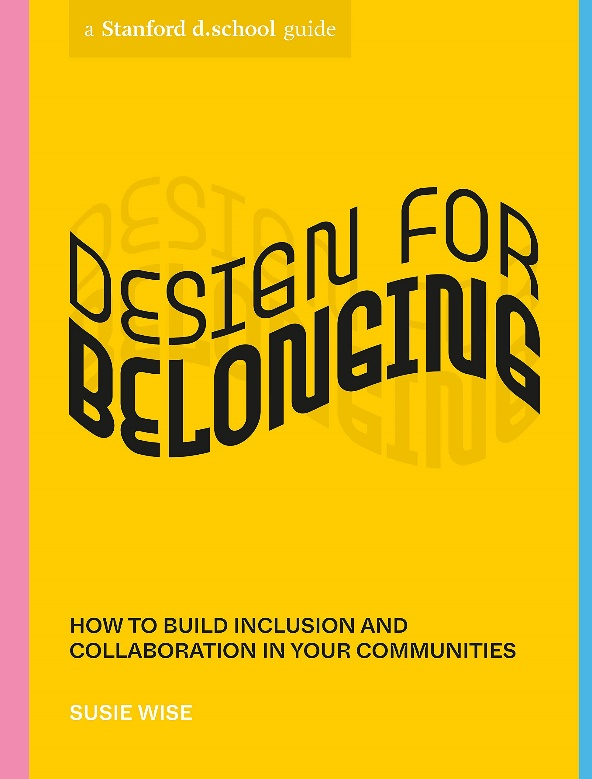 a Stanford d.school guide
DESIGN FOR
BELONGING
HOW TO BUILD INCLUSION AND
COLLABORATION IN YOUR COMMUNITIES
SUSIE WISE